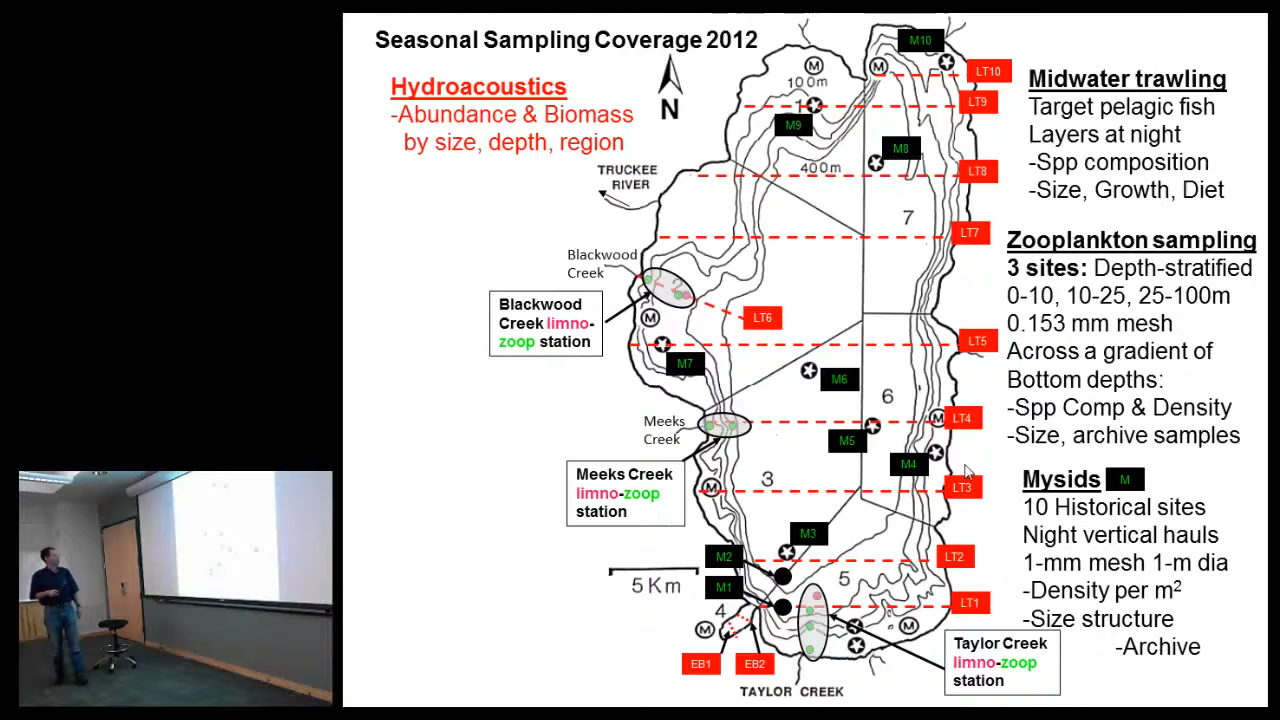 Seasonal Sampling Coverage 2012
Hydroacoustics
-Abundance & Biomass
by size, depth, region
N
TRUCKEE
RIVER
Blackwood
Creek
Blackwood
Creek limno-
zoop station
Meeks
Creek
Meeks Creek
limno-zoop
station
5 Km
TAYLOR CREEK
Taylor Creek
limno-zoop
station
M10
M
M
LT10
100m
1
LT9
M9
M8
400m
LT8
7
LT7
2
LT6
M
LT5
M7
M6
6
M
LT4
M5
M4
3
M
LT3
M3
M2
LT2
M1
5
LT1
4
M
M
EB1
EB2
Midwater trawling
Target pelagic fish
Layers at night
-Spp composition
-Size, Growth, Diet
Zooplankton sampling
3 sites: Depth-stratified
0-10, 10-25, 25-100m
0.153 mm mesh
Across a gradient of
Bottom depths:
-Spp Comp & Density
-Size, archive samples
Mysids M
10 Historical sites
Night vertical hauls
1-mm mesh 1-m dia
-Density per m²
-Size structure
-Archive